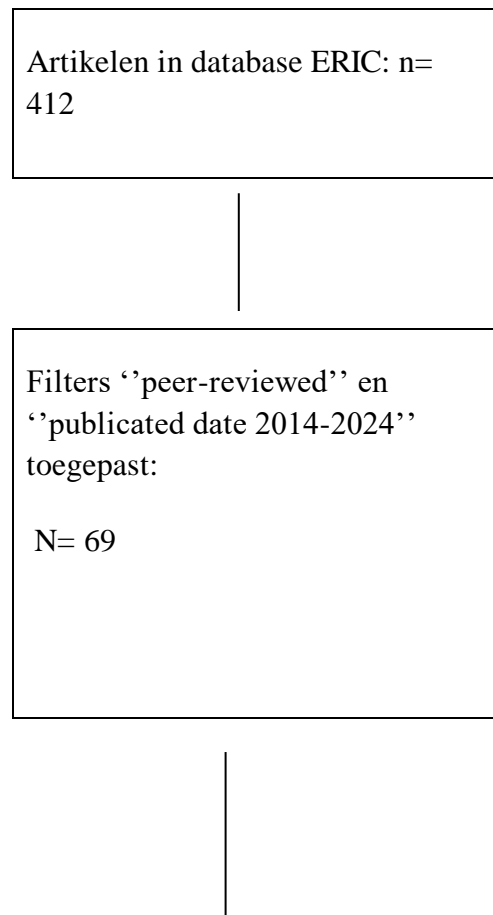 Artikelen in database ERIC: n=
412
Filters ‘’peer-reviewed’’ en
‘’publicated date 2014-2024’’
toegepast:
N= 69